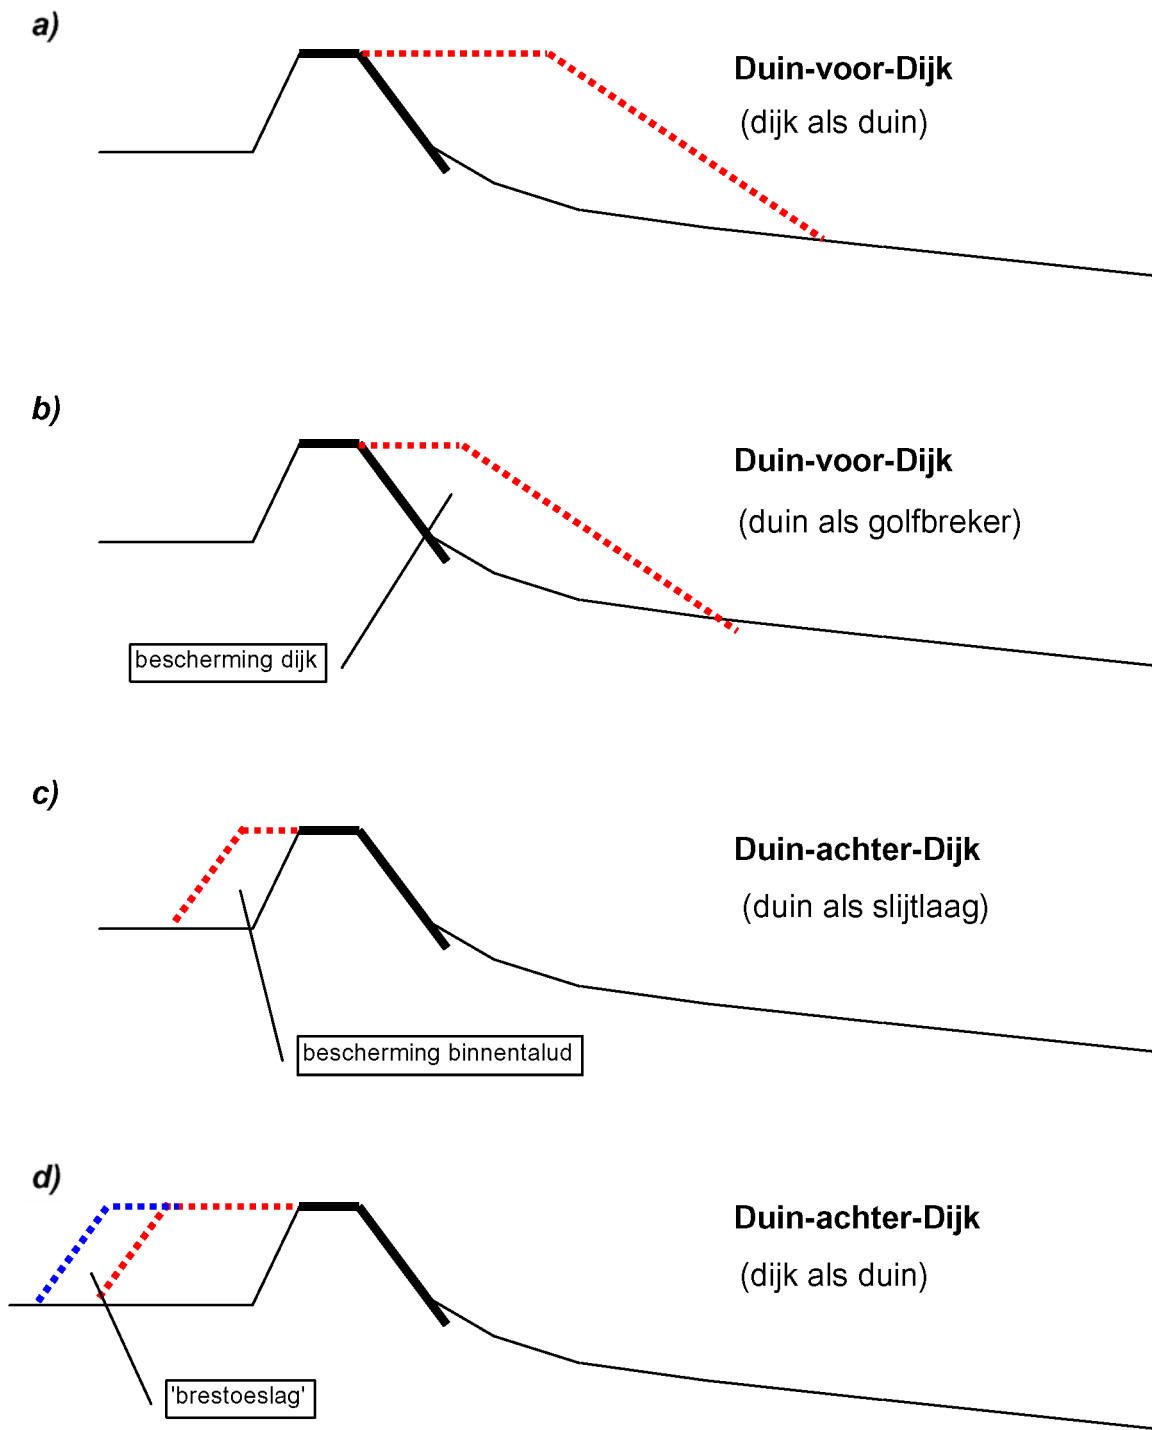 a)
Duin-voor-Dijk
(dijk als duin)
b)
Duin-voor-Dijk
(duin als golfbreker)
bescherming dijk
c)
Duin-achter-Dijk
(duin als slijtlaag)
bescherming binnentalud
d)
Duin-achter-Dijk
(dijk als duin)
'brestoeslag'